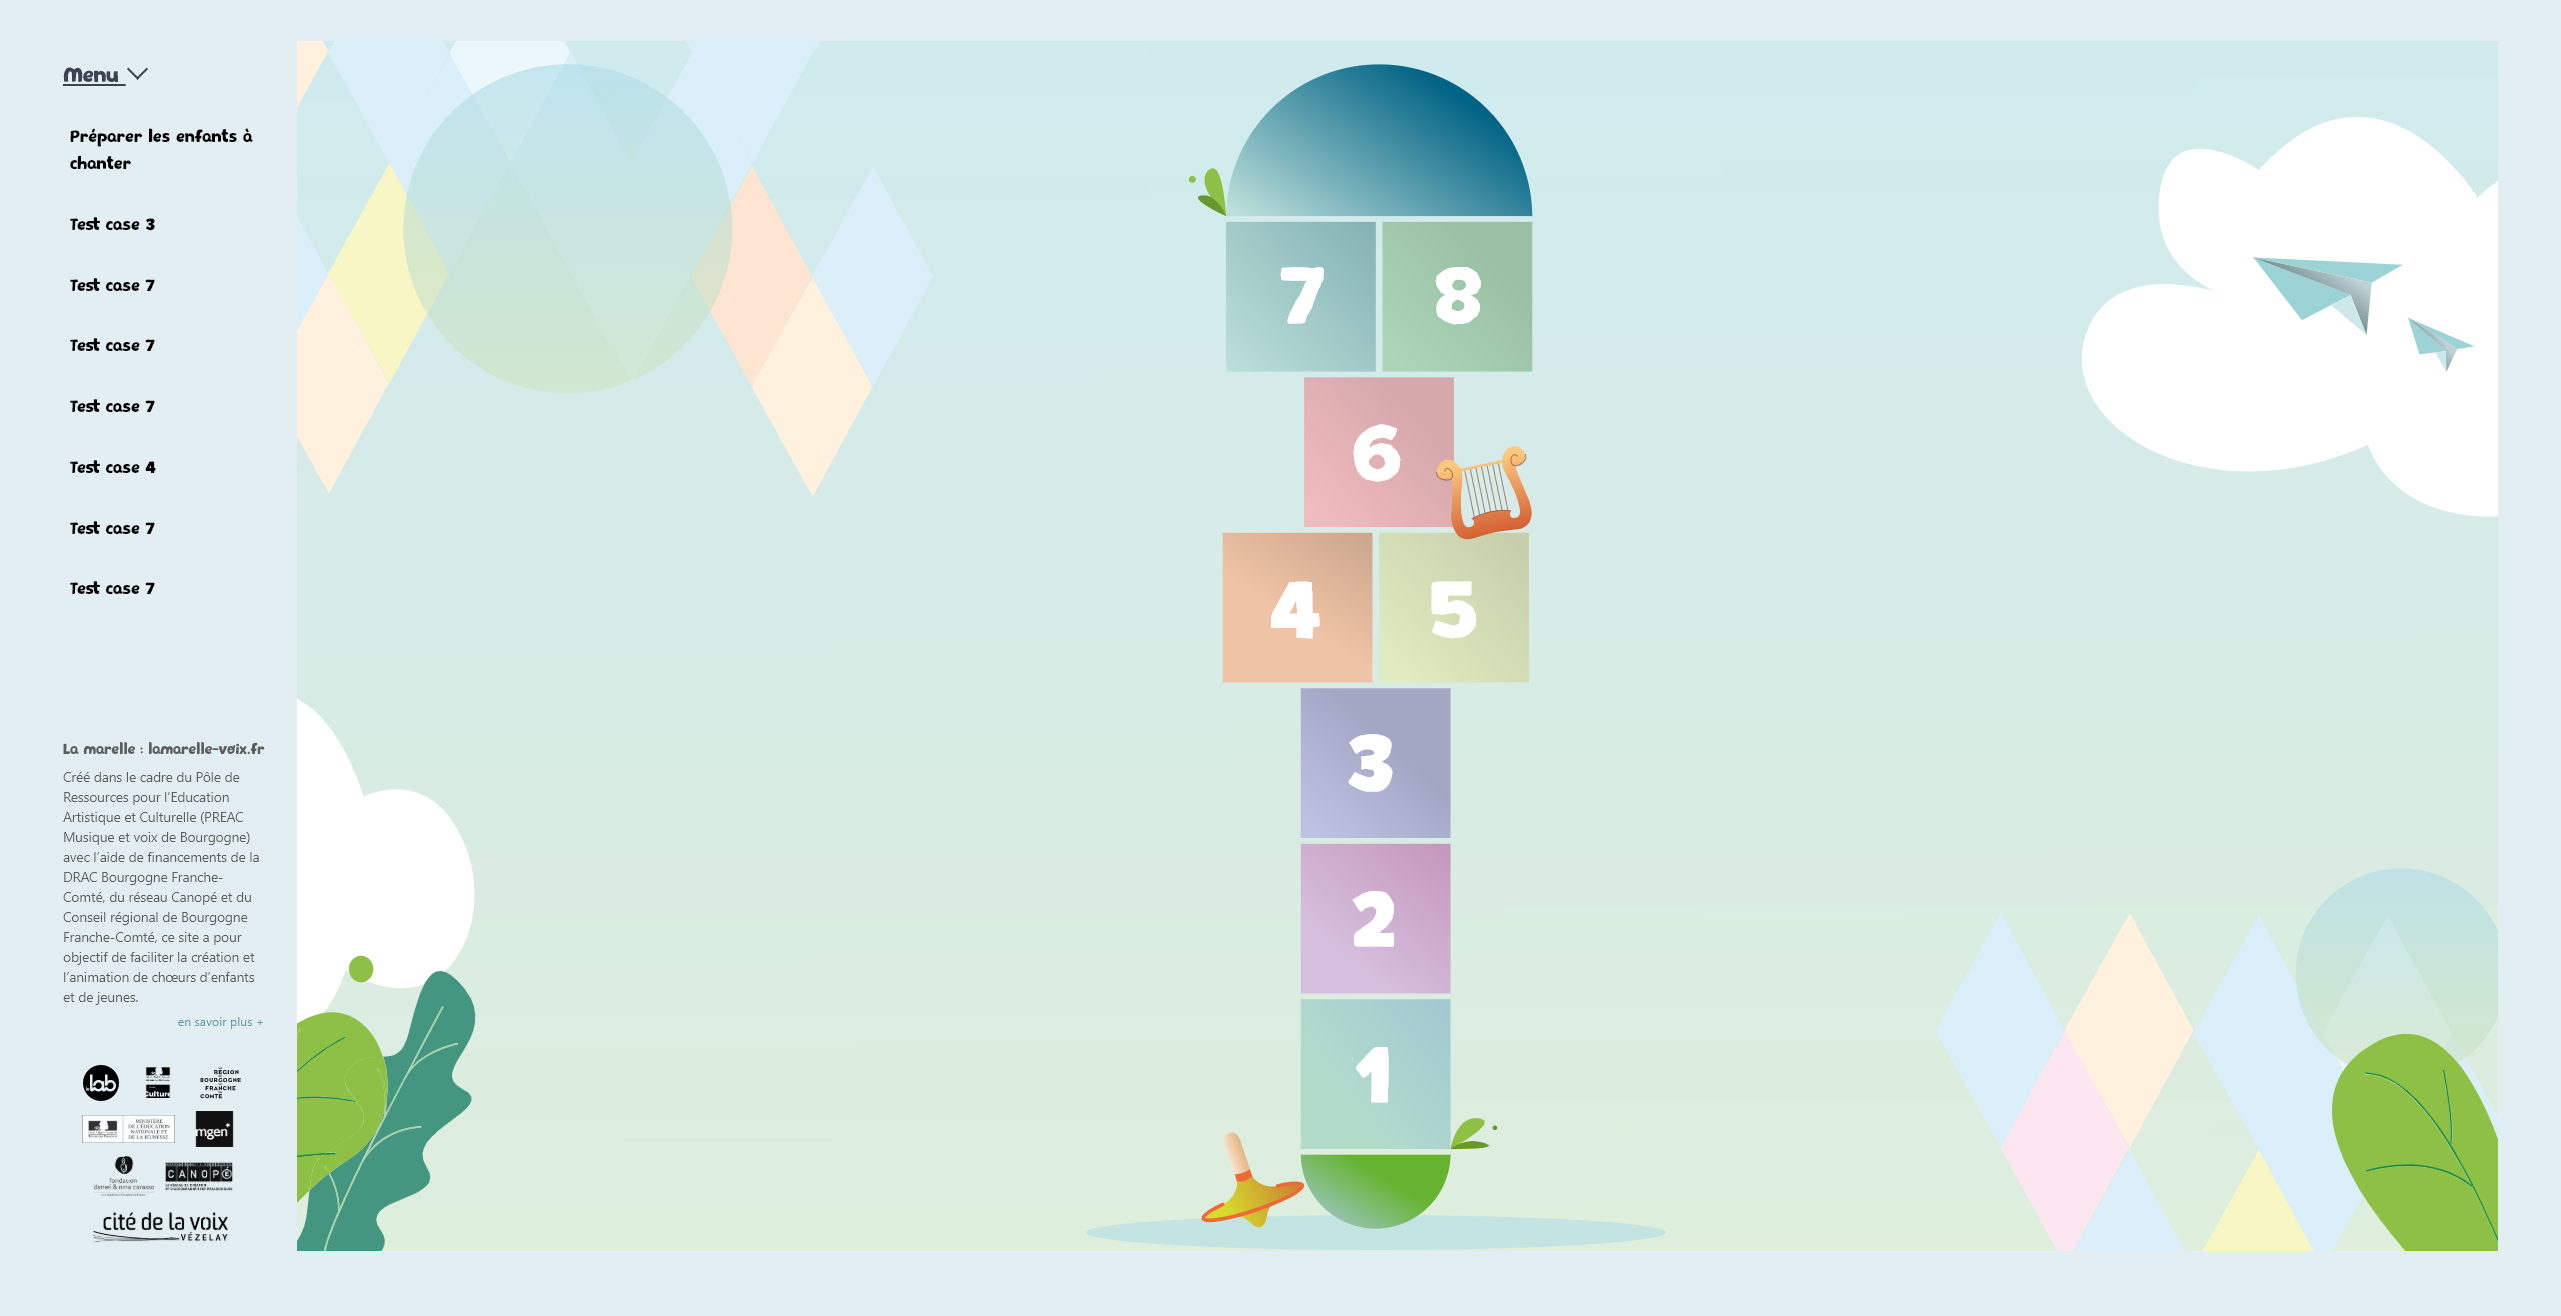 Menu
Préparer les enfants à
chanter
Test case 3
Test case 7
Test case 7
Test case 7
Test case 4
Test case 7
Test case 7
La marelle : lamarelle-voix.fr
Créé dans le cadre du Pôle de
Ressources pour l'Education
Artistique et Culturelle (PREAC
Musique et voix de Bourgogne)
avec l'aide de financements de la
DRAC Bourgogne Franche-
Comté, du réseau Canopé et du
Conseil régional de Bourgogne
Franche-Comté, ce site a pour
objectif de faciliter la création et
l'animation de chœurs d'enfants
et de jeunes.
en savoir plus +
lab
Culture
RÉGION
BOURGOGNE
FRANCHE
COMTÉ
MINISTÈRE
DE L'ÉDUCATION
NATIONALE ET
DE LA JEUNESSE
mgen*
fondation
daniel & nina carasso
CANOPÉ
cité de la voix
VÉZELAY
7 8
6
4 5
3
2
1